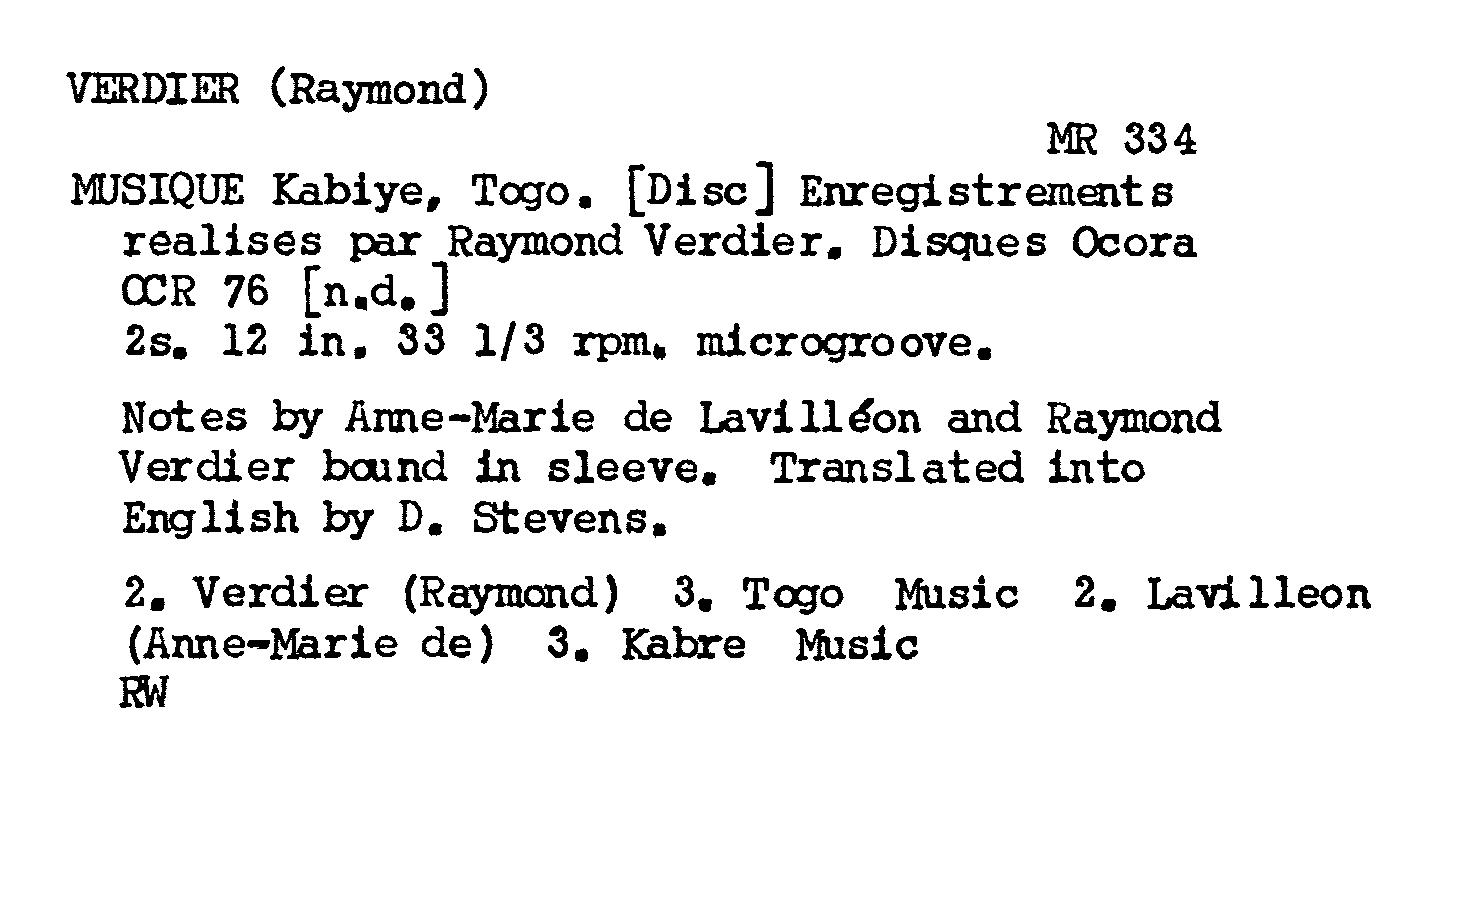 VERDIER (Raymond)
MR 334
MUSIQUE Kabiye, Togo. [Disc] Enregistrements
realises par Raymond Verdier. Disques Ocora
OCR 76 [n.d.]
2s. 12 in. 33 1/3 rpm. microgroove.
Notes by Anne-Marie de Lavilléon and Raymond
Verdier bound in sleeve. Translated into
English by D. Stevens.
2. Verdier (Raymond) 3. Togo Music 2. Lavilleon
(Anne-Marie de) 3. Kabre Music
RW